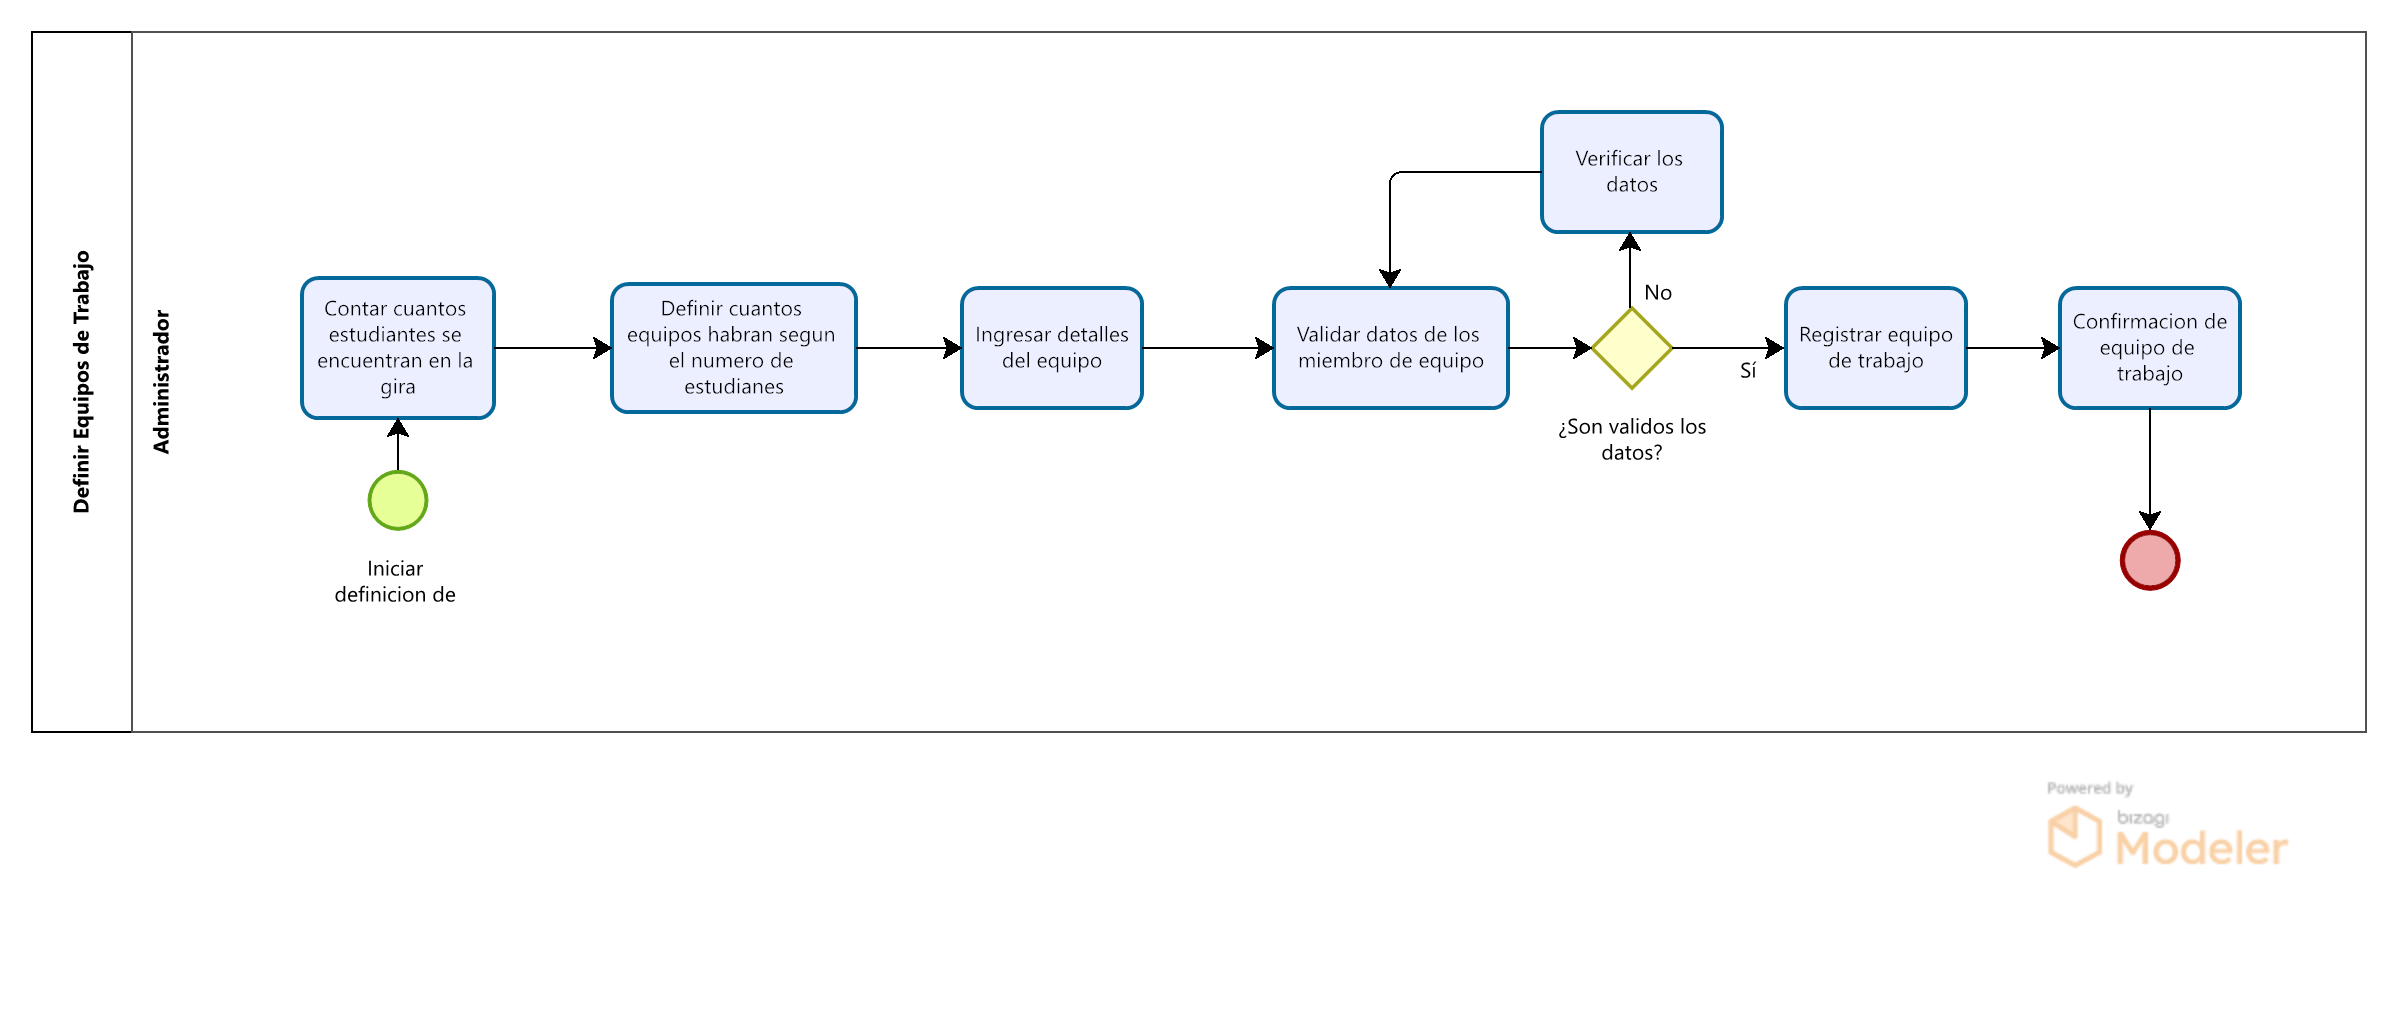 Definir Equipos de Trabajo
Administrador
Contar cuantos
estudiantes se
encuentran en la
gira
Iniciar
definicion de
Definir cuantos
equipos habran segun
el numero de
estudianes
Ingresar detalles
del equipo
Validar datos de los
miembro de equipo
Verificar los
datos
No
Sí
¿Son validos los
datos?
Registrar equipo
de trabajo
Confirmacion de
equipo de
trabajo
Powered by
bizagi
Modeler